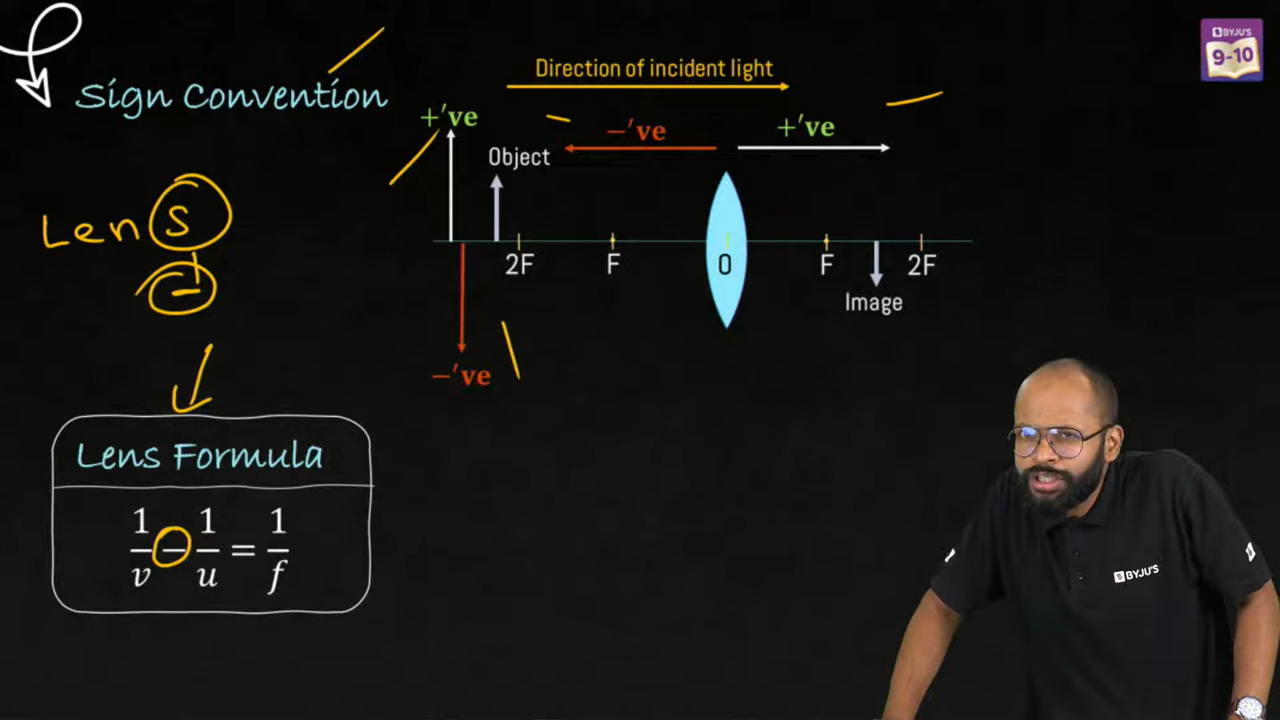 Sign Convention
Lens
-
Lens Formula
1/v − 1/u = 1/f
Direction of incident light
+'ve
−'ve
+'ve
Object
2F
F
O
F
2F
Image
−'ve
BYJU'S
9-10
BYJU'S